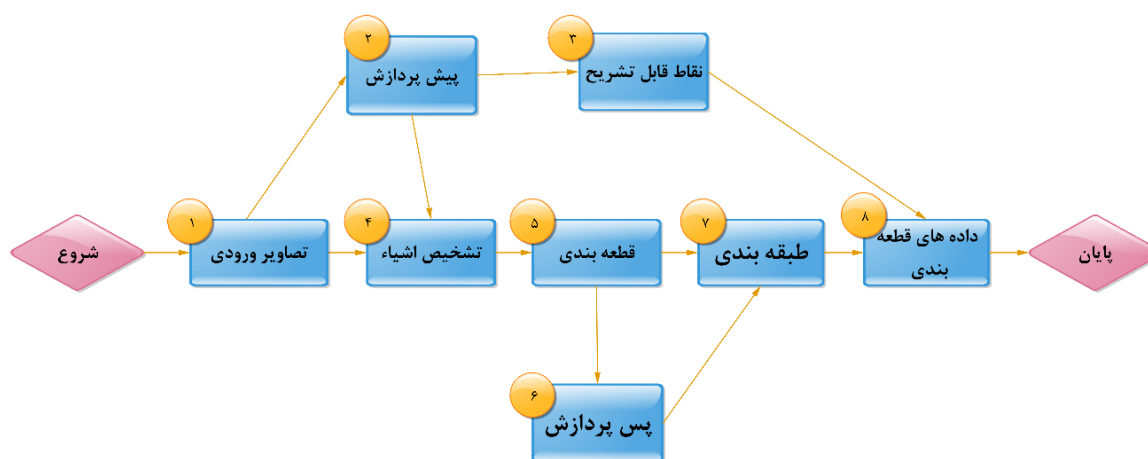 ۲
پیش پردازش
۳
نقاط قابل تشریح
شروع
۱
تصاویر ورودی
۴
تشخیص اشیاء
۵
قطعه بندی
۷
طبقه بندی
۸
داده های قطعه
بندی
پایان
۶
پس پردازش